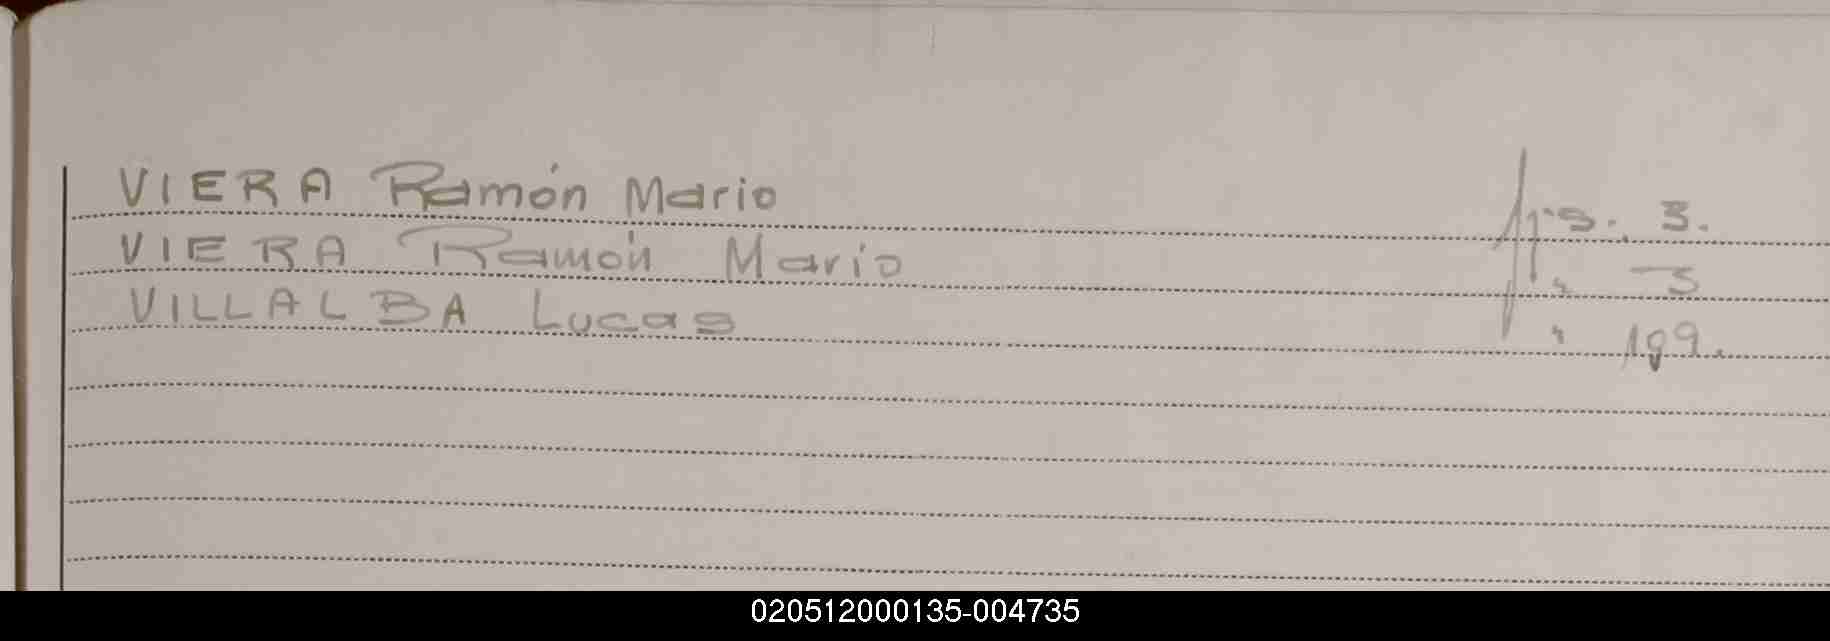 VIERA Ramón Mario fjs. 3.
VIERA Ramón Mario " 3
VILLALBA Lucas " 199.
020512000135-004735